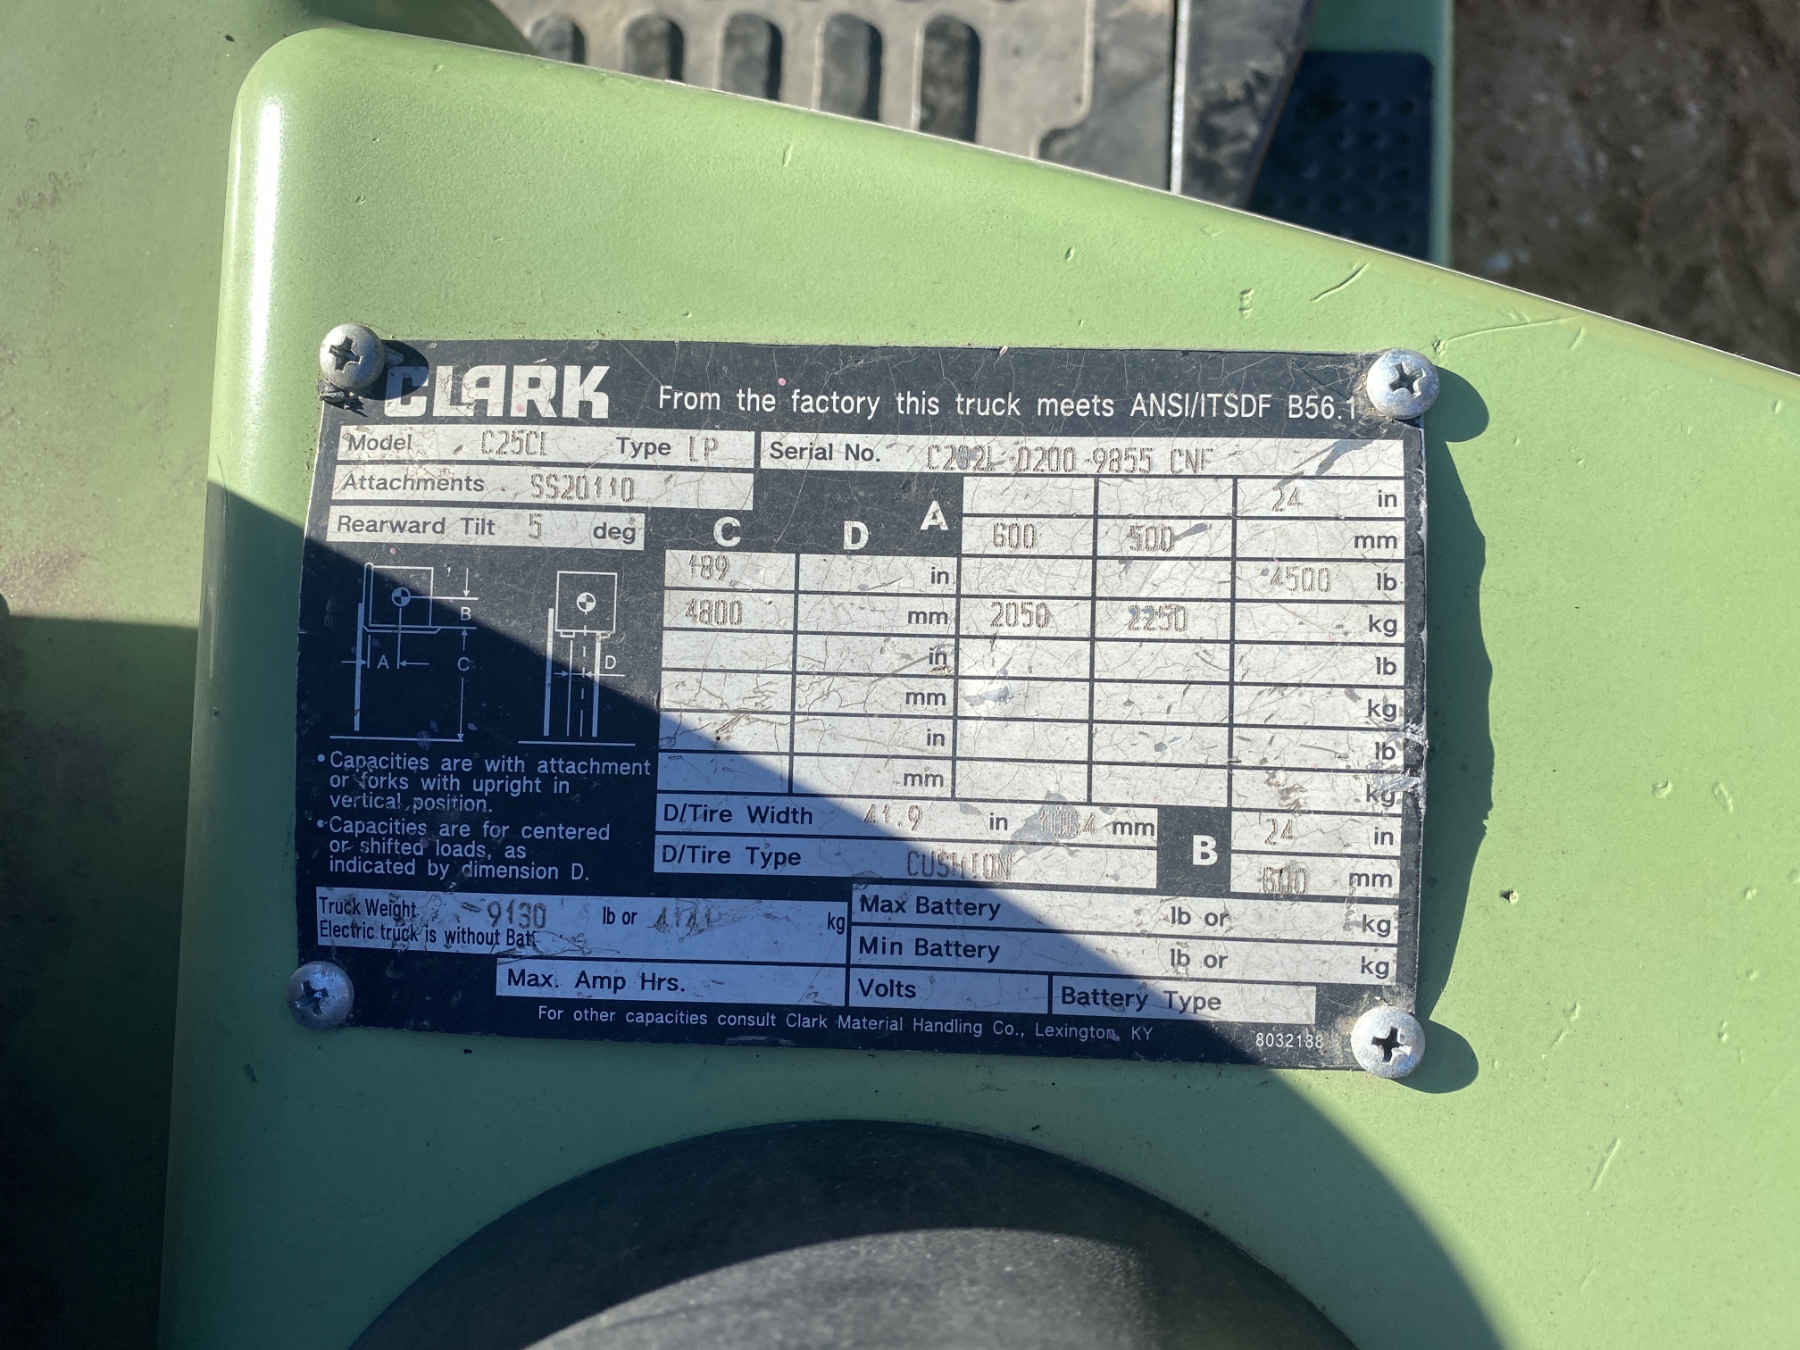 CLARK From the factory this truck meets ANSI/ITSDF B56.1
Model C25CL Type LP Serial No. C232L-0200-9855 CNF
Attachments SS20110
Rearward Tilt 5 deg
C D A
24 in
600 500 mm
189 in 4500 lb
4800 mm 2050 2250 kg
in lb
mm kg
in lb
mm kg
B
A C D
• Capacities are with attachment
or forks with upright in
vertical position.
• Capacities are for centered
or shifted loads, as
indicated by dimension D.
D/Tire Width 41.9 in 1064 mm
D/Tire Type CUSHION
B 24 in
600 mm
Truck Weight 9130 lb or 4141 kg
Electric truck is without Bat.
Max Battery lb or kg
Min Battery lb or kg
Max. Amp Hrs. Volts Battery Type
For other capacities consult Clark Material Handling Co., Lexington, KY
8032188